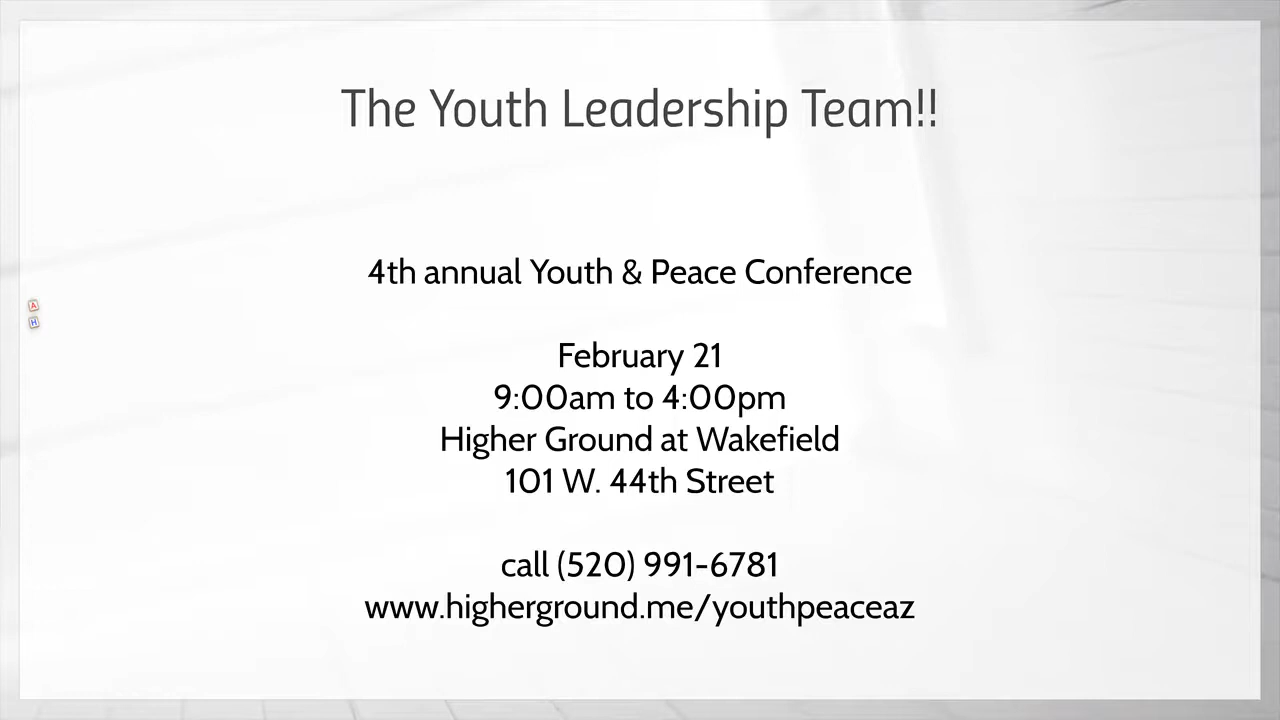 The Youth Leadership Team!!
4th annual Youth & Peace Conference
A
H
February 21
9:00am to 4:00pm
Higher Ground at Wakefield
101 W. 44th Street
call (520) 991-6781
www.higherground.me/youthpeaceaz